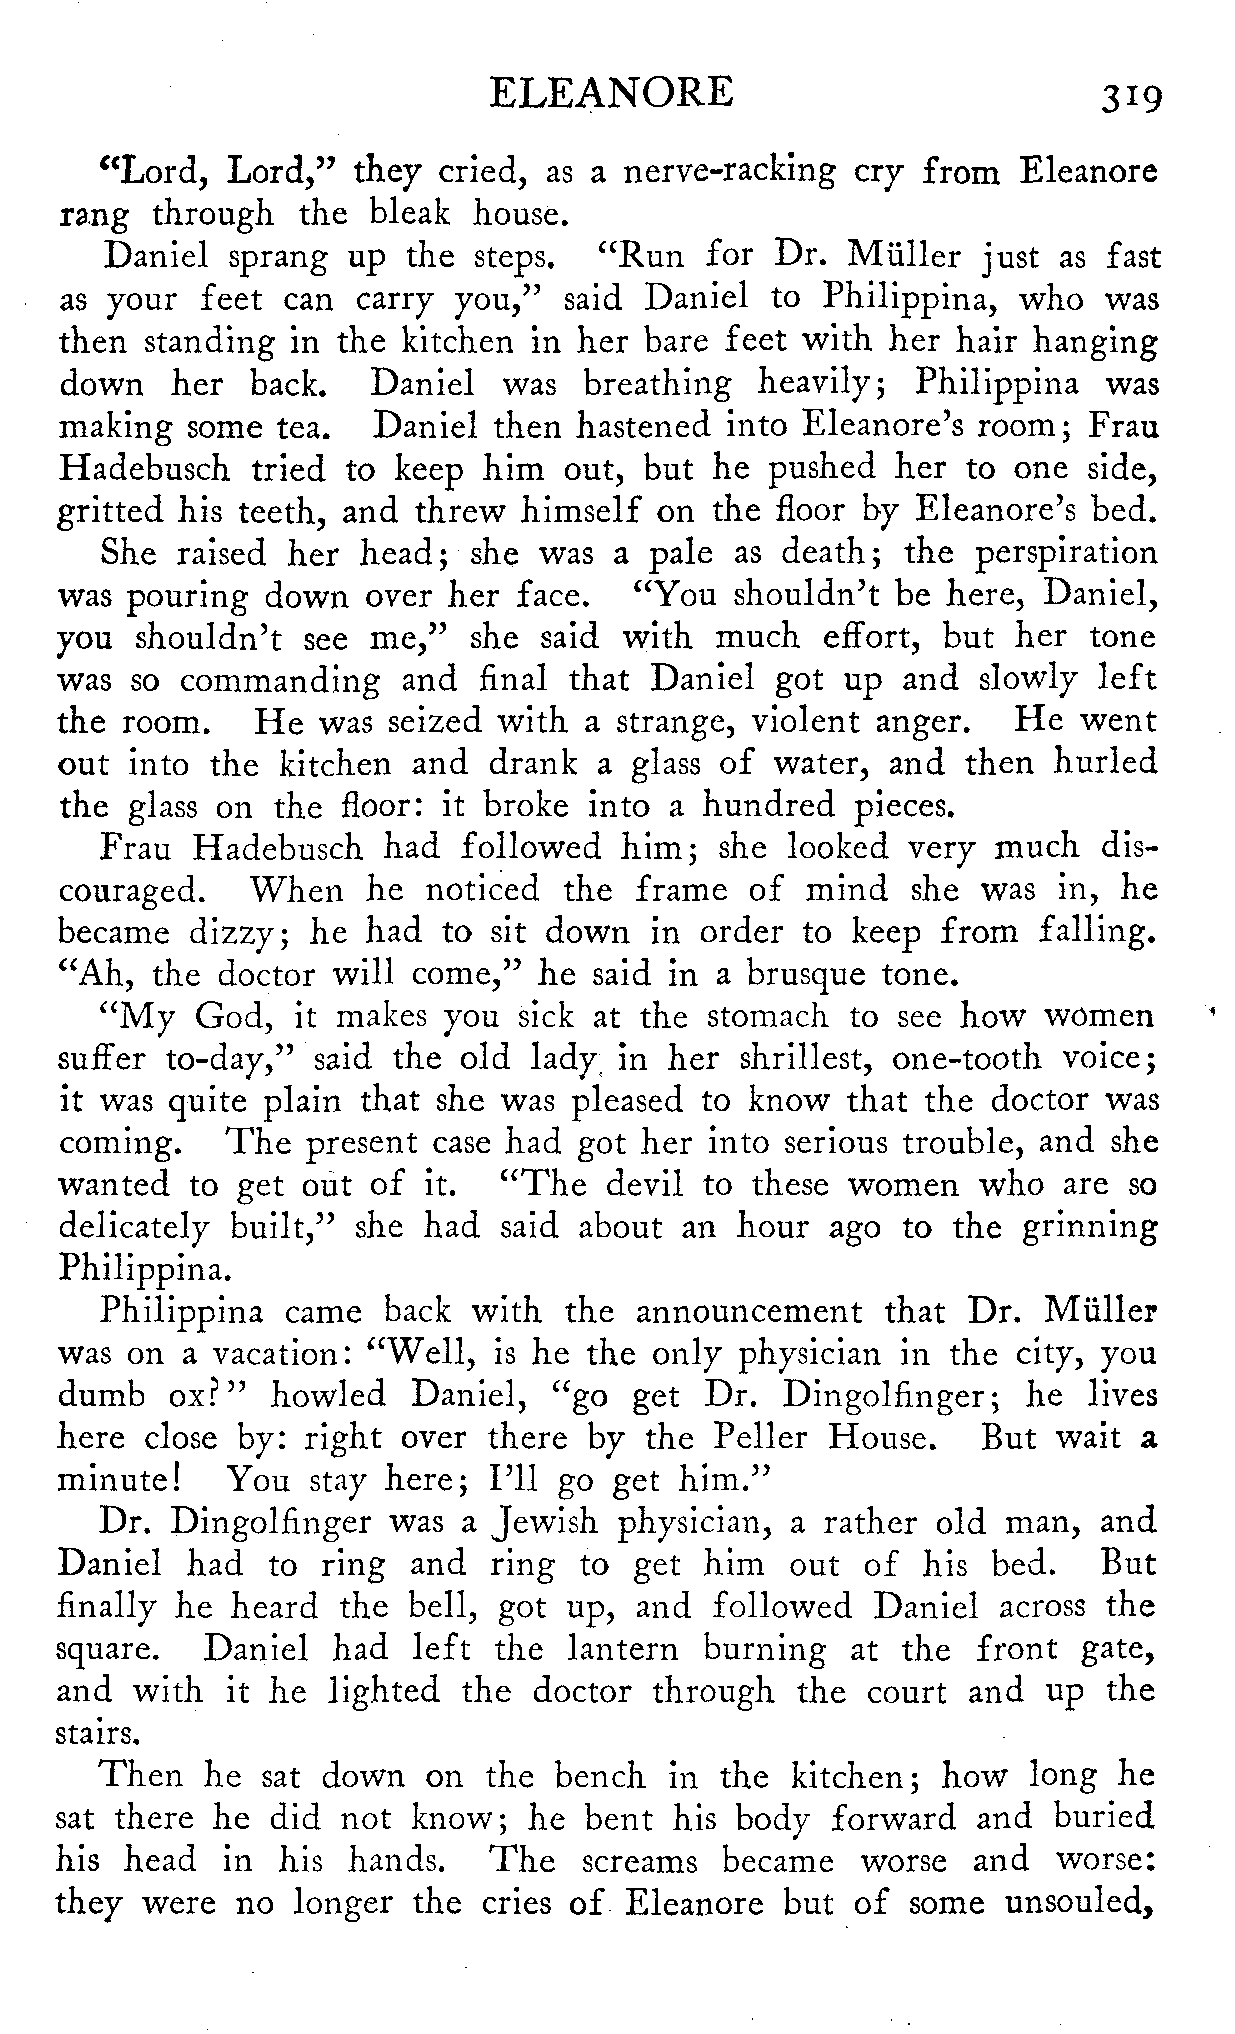 ELEANORE 319
“Lord, Lord,” they cried, as a nerve-racking cry from Eleanore
rang through the bleak house.
Daniel sprang up the steps. “Run for Dr. Müller just as fast
as your feet can carry you,” said Daniel to Philippina, who was
then standing in the kitchen in her bare feet with her hair hanging
down her back. Daniel was breathing heavily; Philippina was
making some tea. Daniel then hastened into Eleanore’s room; Frau
Hadebusch tried to keep him out, but he pushed her to one side,
gritted his teeth, and threw himself on the floor by Eleanore’s bed.
She raised her head; she was a pale as death; the perspiration
was pouring down over her face. “You shouldn’t be here, Daniel,
you shouldn’t see me,” she said with much effort, but her tone
was so commanding and final that Daniel got up and slowly left
the room. He was seized with a strange, violent anger. He went
out into the kitchen and drank a glass of water, and then hurled
the glass on the floor: it broke into a hundred pieces.
Frau Hadebusch had followed him; she looked very much dis-
couraged. When he noticed the frame of mind she was in, he
became dizzy; he had to sit down in order to keep from falling.
“Ah, the doctor will come,” he said in a brusque tone.
“My God, it makes you sick at the stomach to see how women
suffer to-day,” said the old lady in her shrillest, one-tooth voice;
it was quite plain that she was pleased to know that the doctor was
coming. The present case had got her into serious trouble, and she
wanted to get out of it. “The devil to these women who are so
delicately built,” she had said about an hour ago to the grinning
Philippina.
Philippina came back with the announcement that Dr. Müller
was on a vacation: “Well, is he the only physician in the city, you
dumb ox?” howled Daniel, “go get Dr. Dingolfinger; he lives
here close by: right over there by the Peller House. But wait a
minute! You stay here; I’ll go get him.”
Dr. Dingolfinger was a Jewish physician, a rather old man, and
Daniel had to ring and ring to get him out of his bed. But
finally he heard the bell, got up, and followed Daniel across the
square. Daniel had left the lantern burning at the front gate,
and with it he lighted the doctor through the court and up the
stairs.
Then he sat down on the bench in the kitchen; how long he
sat there he did not know; he bent his body forward and buried
his head in his hands. The screams became worse and worse:
they were no longer the cries of Eleanore but of some unsouled,